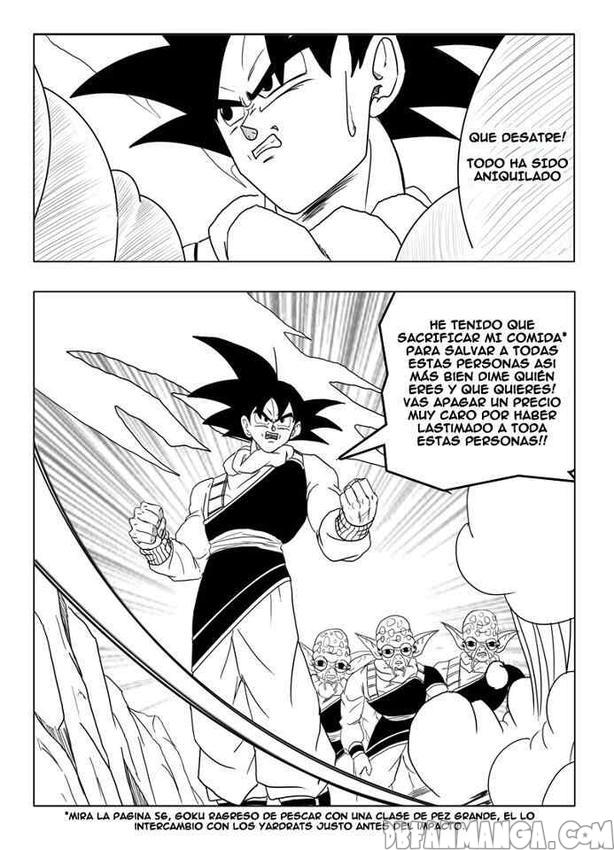 QUE DESATRE!
TODO HA SIDO
ANIQUILADO
HE TENIDO QUE
SACRIFICAR MI COMIDA*
PARA SALVAR A TODAS
ESTAS PERSONAS ASI
MÁS BIEN DIME QUIÉN
ERES Y QUE QUIERES!
VAS APAGAR UN PRECIO
MUY CARO POR HABER
LASTIMADO A TODA
ESTAS PERSONAS!!
*MIRA LA PAGINA 56, GOKU RAGRESO DE PESCAR CON UNA CLASE DE PEZ GRANDE, EL LO
INTERCAMBIO CON LOS YARDRATS JUSTO ANTES DEL IMPACTO.
DBFANMANGA.COM